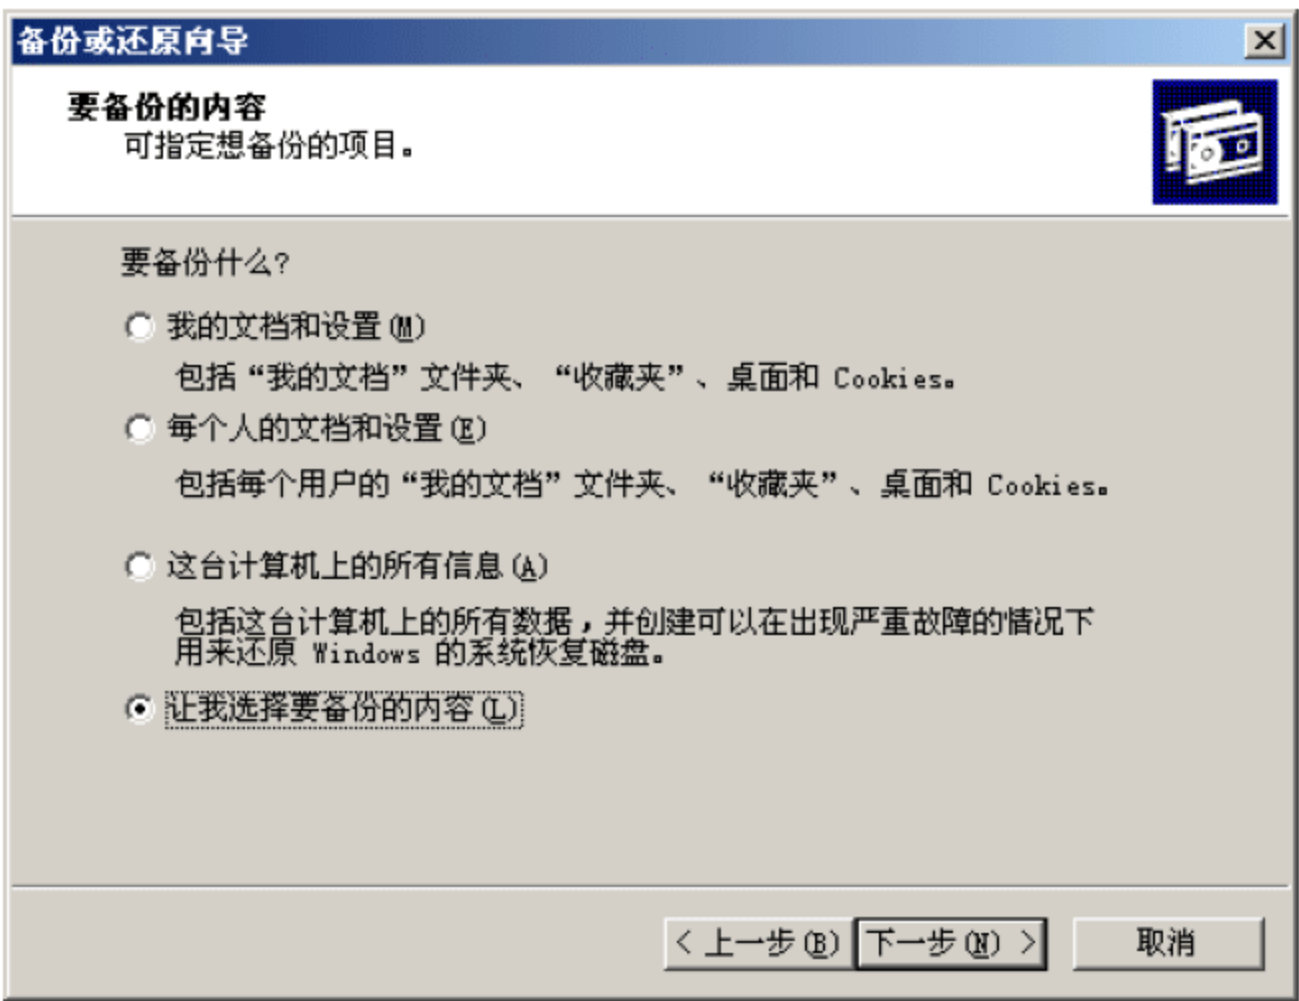 备份或还原向导
要备份的内容
可指定想备份的项目。
要备份什么?
我的文档和设置(M)
包括“我的文档”文件夹、“收藏夹”、桌面和 Cookies。
每个人的文档和设置(E)
包括每个用户的“我的文档”文件夹、“收藏夹”、桌面和 Cookies。
这台计算机上的所有信息(A)
包括这台计算机上的所有数据，并创建可以在出现严重故障的情况下
用来还原 Windows 的系统恢复磁盘。
让我选择要备份的内容(L)
< 上一步(B) 下一步(N) > 取消